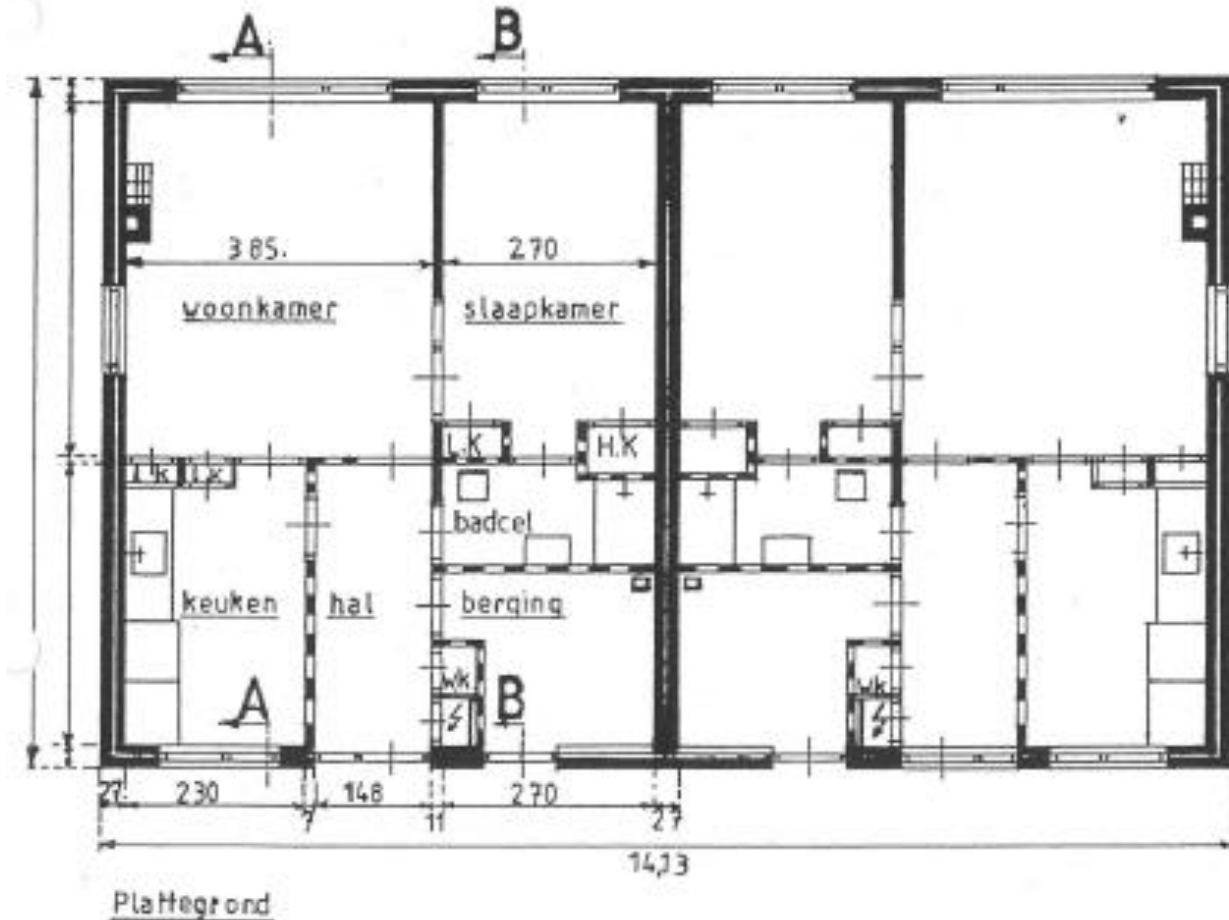 A B
385. 270
woonkamer slaapkamer
L.K H.K
badcel
keuken hal berging
wk wk
A B
27. 230 148 270
7 11 27
14,13
Plattegrond